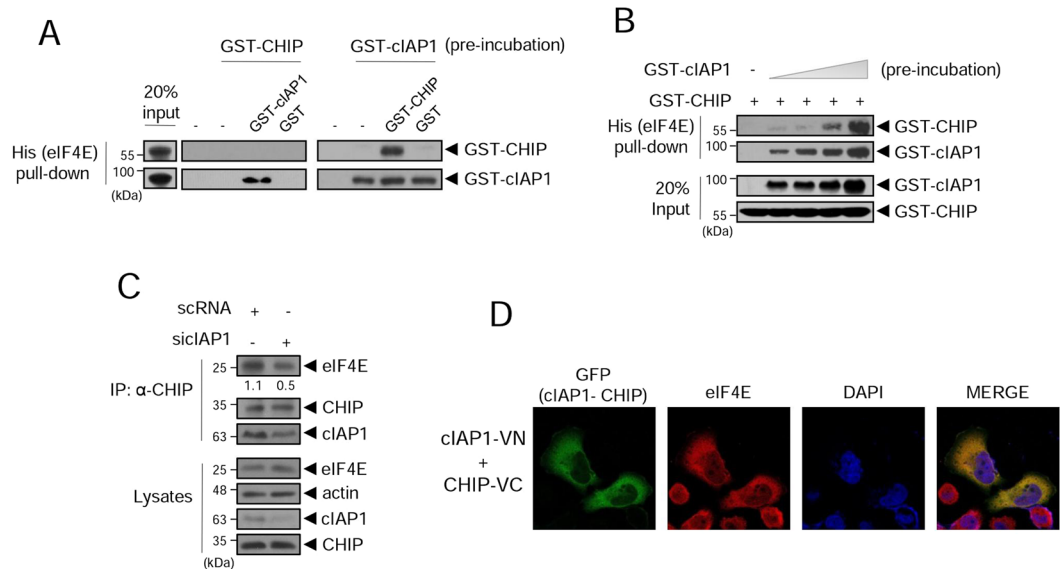 A
GST-CHIP
GST-cIAP1 (pre-incubation)
20%
input
- - GST-cIAP1 GST
- - GST-CHIP GST
His (eIF4E)
pull-down
55
100
(kDa)
GST-CHIP
GST-cIAP1
B
GST-cIAP1 - (pre-incubation)
GST-CHIP + + + + +
His (eIF4E)
pull-down
55
GST-CHIP
100
GST-cIAP1
20%
Input
100
GST-cIAP1
55
GST-CHIP
(kDa)
C
scRNA + -
sicIAP1 - +
IP: α-CHIP
25
eIF4E
1.1 0.5
35
CHIP
63
cIAP1
Lysates
25
eIF4E
48
actin
63
cIAP1
35
CHIP
(kDa)
D
GFP
(cIAP1- CHIP)
eIF4E
DAPI
MERGE
cIAP1-VN
+
CHIP-VC